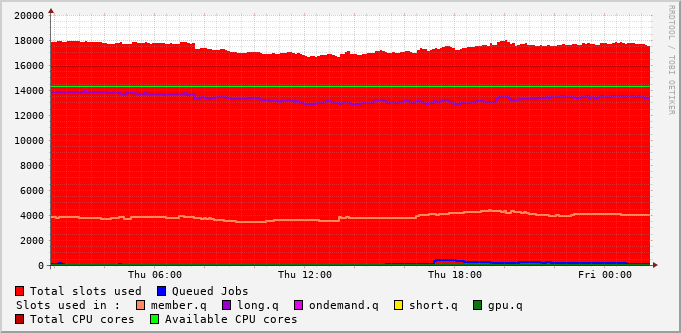 20000
18000
16000
14000
12000
10000
8000
6000
4000
2000
0
Thu 06:00 Thu 12:00 Thu 18:00 Fri 00:00
RRDTOOL / TOBI OETIKER
Total slots used Queued Jobs
Slots used in : member.q long.q ondemand.q short.q gpu.q
Total CPU cores Available CPU cores